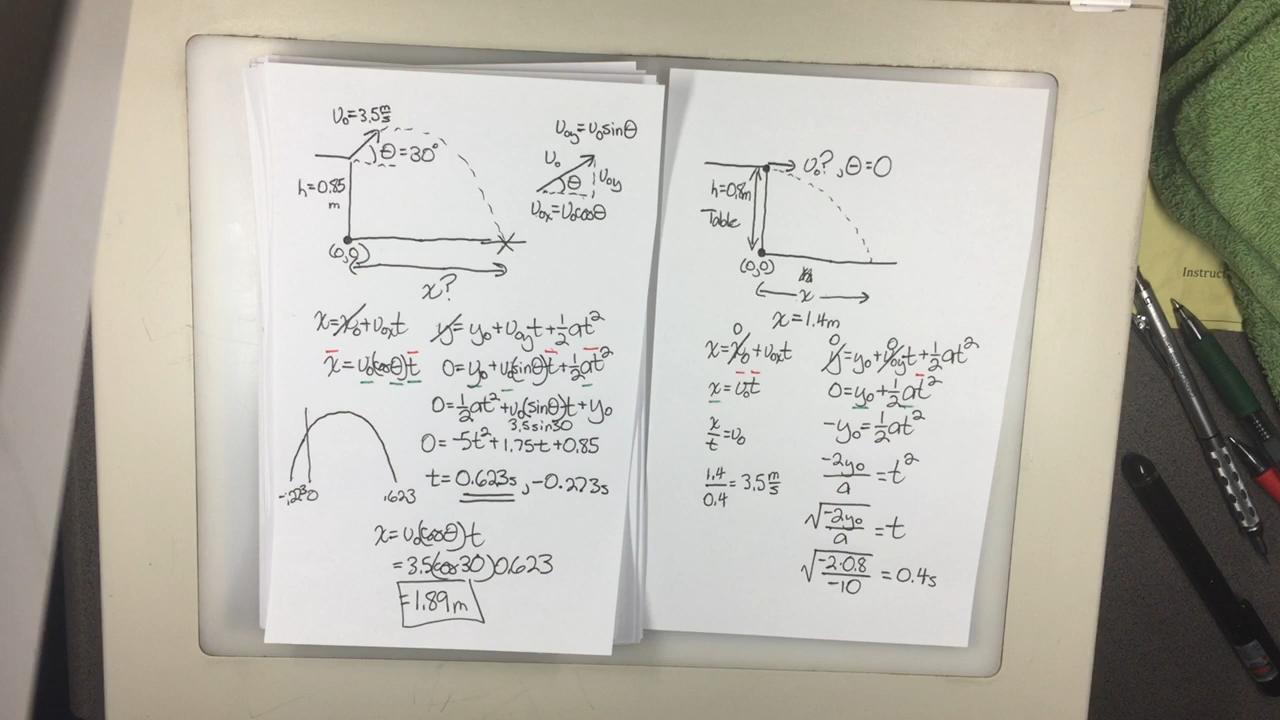 v₀=3.5 m/s
θ=30°
h=0.85
m
(0,0)
x?
v₀y=v₀sinθ
v₀
θ
v₀y
v₀x=v₀cosθ
x=x₀+v₀xt
y=y₀+v₀yt+½at²
x=v₀(cosθ)t
0=y₀+v₀(sinθ)t+½at²
0=½at²+v₀(sinθ)t+y₀
3.5sin30
0=-5t²+1.75t+0.85
t=0.623s, -0.273s
0
.623
x=v₀(cosθ)t
=3.5(cos30)0.623
=1.89m
v₀?, θ=0
h=0.8m
Table
(0,0)
x
x=1.4m
0
x=x₀+v₀xt
0 0
y=y₀+v₀yt+½at²
x=v₀t
0=y₀+½at²
x/t=v₀
-y₀=½at²
1.4/0.4=3.5 m/s
-2y₀/a=t²
√(-2y₀/a)=t
√(-2·0.8/-10)=0.4s
Instruc